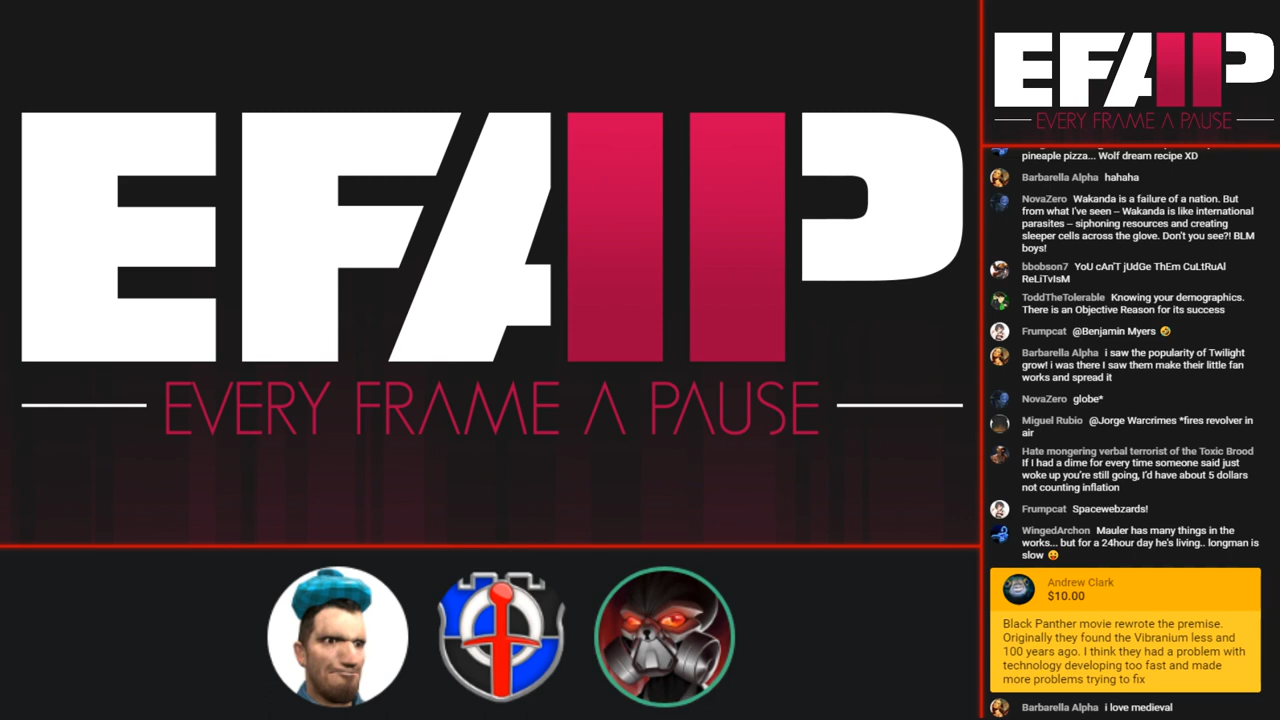 EFAP
EVERY FRAME A PAUSE
EFAP
EVERY FRAME A PAUSE
pineaple pizza... Wolf dream recipe XD
Barbarella Alpha hahaha
NovaZero Wakanda is a failure of a nation. But
from what I've seen – Wakanda is like international
parasites – siphoning resources and creating
sleeper cells across the glove. Don't you see?! BLM
boys!
bbobson7 YoU cAn'T jUdGe ThEm CuLtRuAl
ReLiTvIsM
ToddTheTolerable Knowing your demographics.
There is an Objective Reason for its success
Frumpcat @Benjamin Myers 🤣
Barbarella Alpha i saw the popularity of Twilight
grow! i was there I saw them make their little fan
works and spread it
NovaZero globe*
Miguel Rubio @Jorge Warcrimes *fires revolver in
air
Hate mongering verbal terrorist of the Toxic Brood
If I had a dime for every time someone said just
woke up you're still going, I'd have about 5 dollars
not counting inflation
Frumpcat Spacewebzards!
WingedArchon Mauler has many things in the
works... but for a 24hour day he's living.. longman is
slow 😝
Andrew Clark
$10.00
Black Panther movie rewrote the premise.
Originally they found the Vibranium less and
100 years ago. I think they had a problem with
technology developing too fast and made
more problems trying to fix
Barbarella Alpha i love medieval